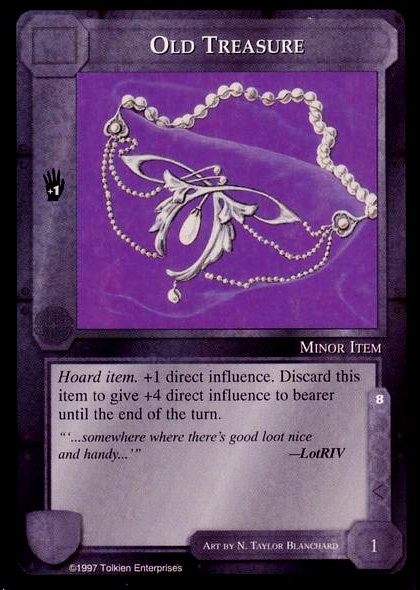 OLD TREASURE
+1
MINOR ITEM
Hoard item. +1 direct influence. Discard this
item to give +4 direct influence to bearer
until the end of the turn.
8
“‘...somewhere where there’s good loot nice
and handy...’” —LotRIV
ART BY N. TAYLOR BLANCHARD
1
©1997 Tolkien Enterprises